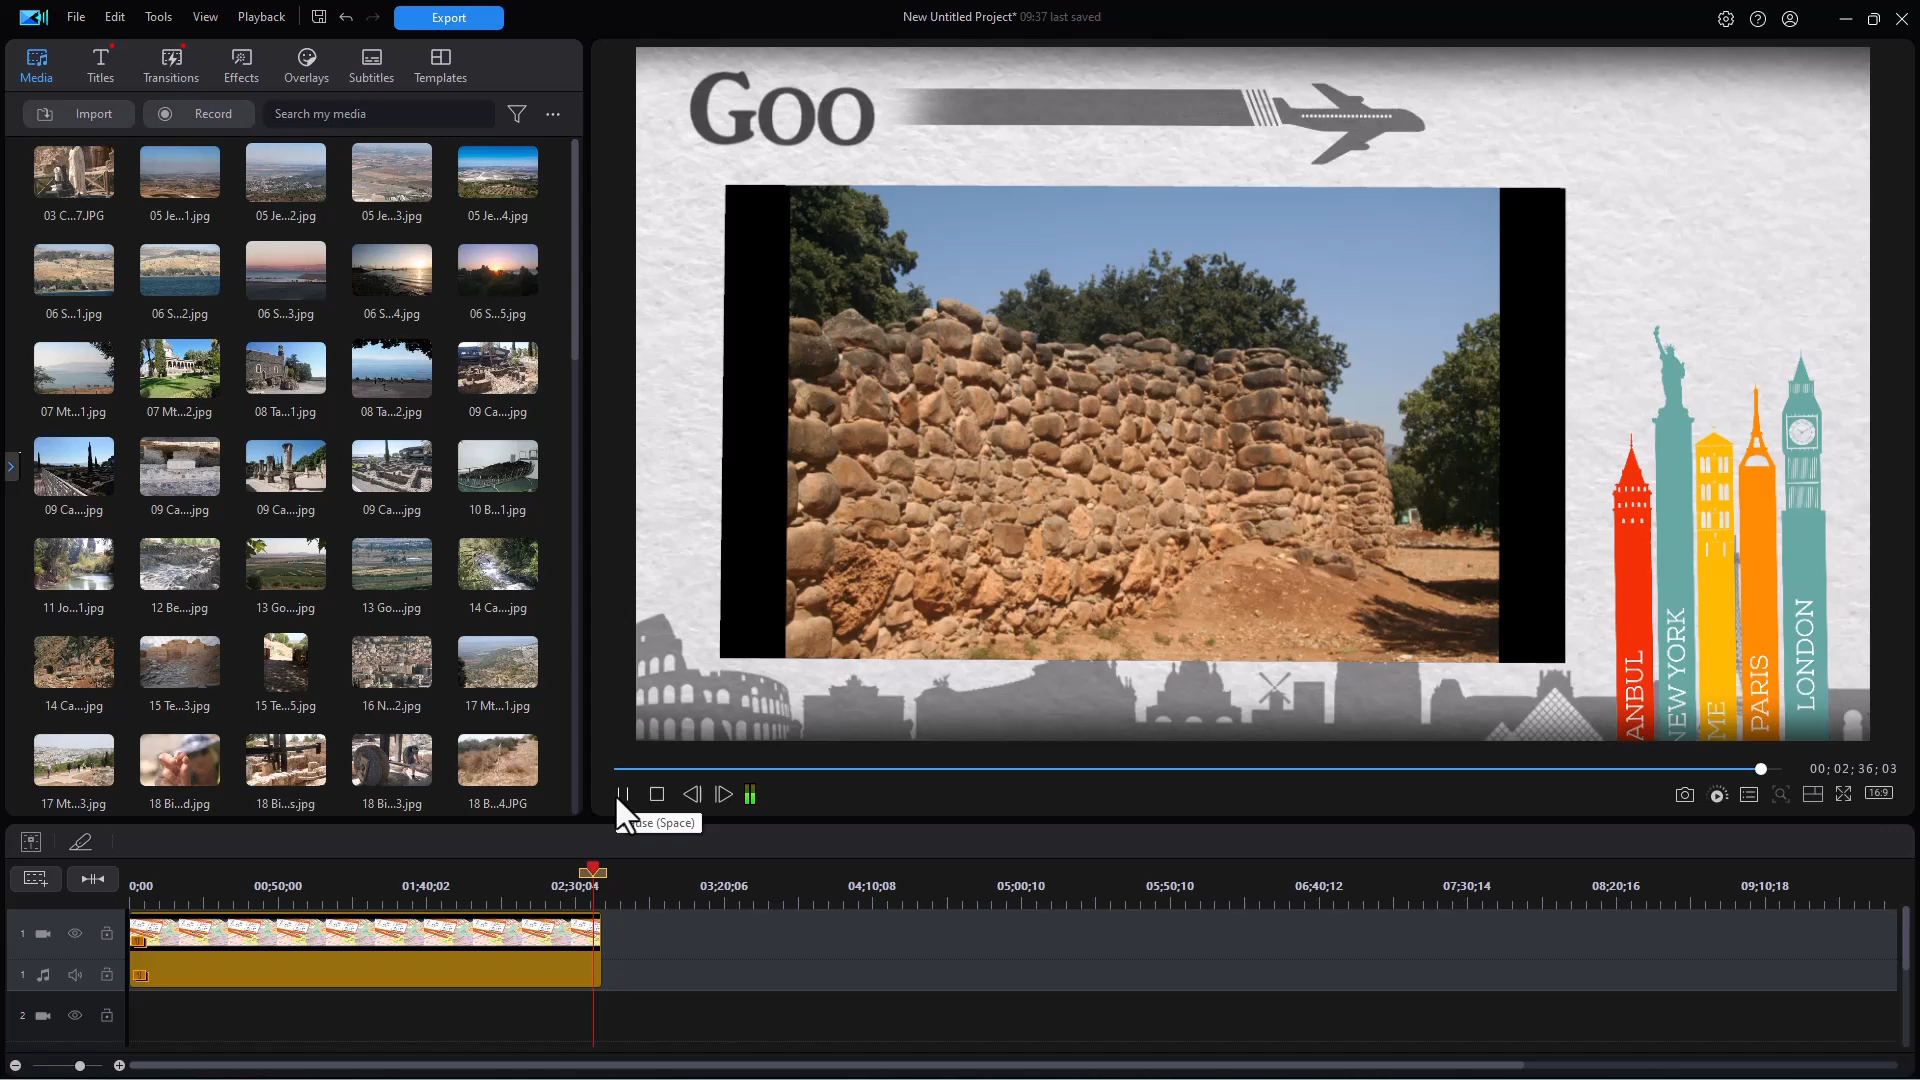 File Edit Tools View Playback Export New Untitled Project* 09:37 last saved
Media Titles Transitions Effects Overlays Subtitles Templates
Import Record Search my media
03 C...7.JPG 05 Je...1.jpg 05 Je...2.jpg 05 Je...3.jpg 05 Je...4.jpg
06 S...1.jpg 06 S...2.jpg 06 S...3.jpg 06 S...4.jpg 06 S...5.jpg
07 Mt...1.jpg 07 Mt...2.jpg 08 Ta...1.jpg 08 Ta...2.jpg 09 Ca....jpg
09 Ca....jpg 09 Ca....jpg 09 Ca....jpg 09 Ca....jpg 10 B...1.jpg
11 Jo...1.jpg 12 Be....jpg 13 Go....jpg 13 Go....jpg 14 Ca....jpg
14 Ca....jpg 15 Te...3.jpg 15 Te...5.jpg 16 N...2.jpg 17 Mt...1.jpg
17 Mt...3.jpg 18 Bi...d.jpg 18 Bi...s.jpg 18 Bi...3.jpg 18 B...4.JPG
GOO
ANBUL
NEW YORK
ME
PARIS
LONDON
00;02;36;03
16:9
use (Space)
0;00 00;50;00 01;40;02 02;30;04 03;20;06 04;10;08 05;00;10 05;50;10 06;40;12 07;30;14 08;20;16 09;10;18
1
1
2